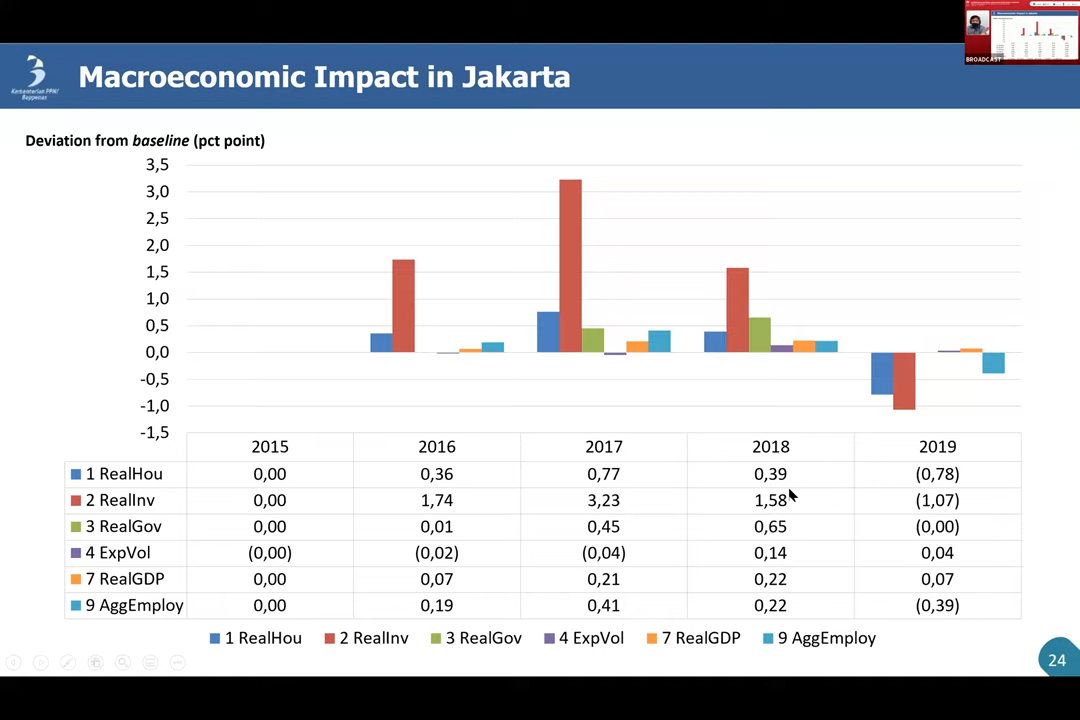 BROADCAST
Kementerian PPN/
Bappenas
Macroeconomic Impact in Jakarta
Deviation from baseline (pct point)
3,5
3,0
2,5
2,0
1,5
1,0
0,5
0,0
-0,5
-1,0
-1,5
2015 2016 2017 2018 2019
1 RealHou 0,00 0,36 0,77 0,39 (0,78)
2 RealInv 0,00 1,74 3,23 1,58 (1,07)
3 RealGov 0,00 0,01 0,45 0,65 (0,00)
4 ExpVol (0,00) (0,02) (0,04) 0,14 0,04
7 RealGDP 0,00 0,07 0,21 0,22 0,07
9 AggEmploy 0,00 0,19 0,41 0,22 (0,39)
1 RealHou 2 RealInv 3 RealGov 4 ExpVol 7 RealGDP 9 AggEmploy
24